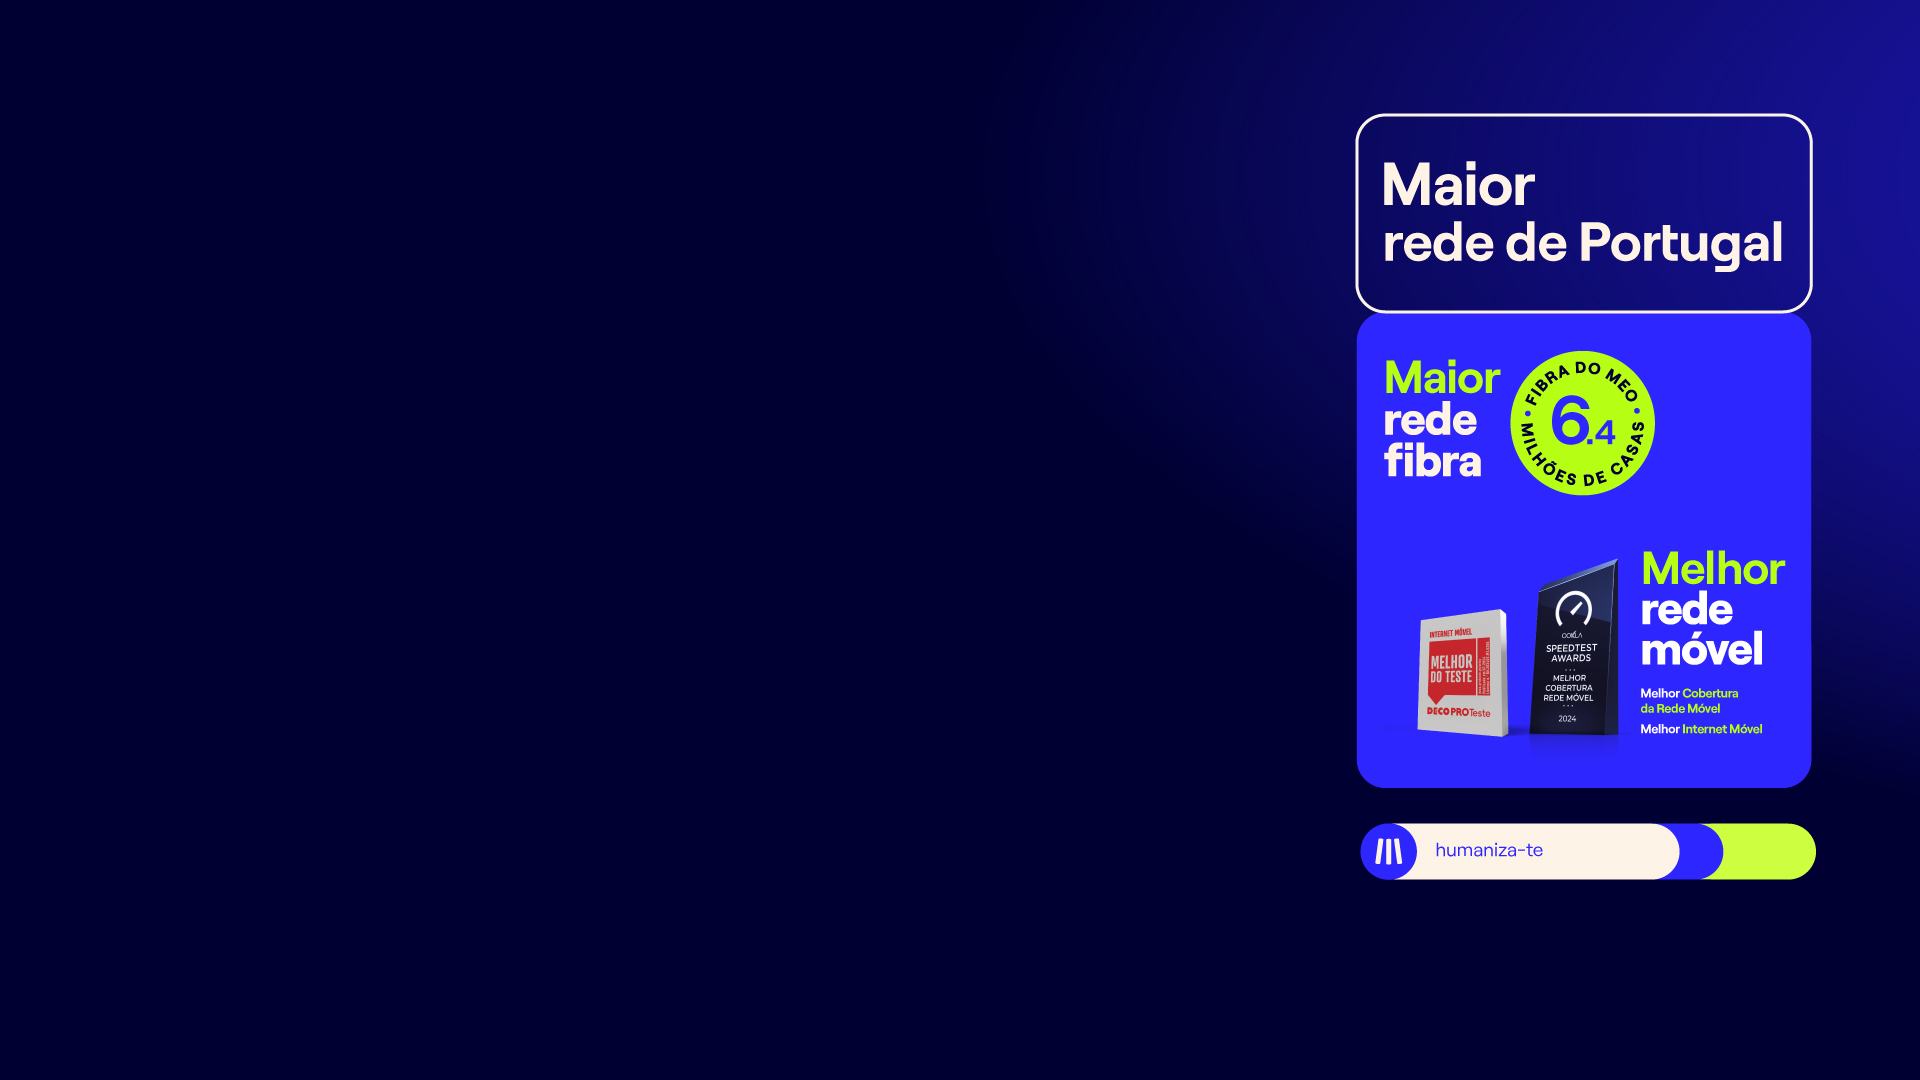 Maior
rede de Portugal
Maior
rede
fibra
FIBRA DO MEO
6.4
MILHÕES DE CASAS
INTERNET MÓVEL
MELHOR
DO TESTE
DECO PROTeste
OOKLA
SPEEDTEST
AWARDS
MELHOR
COBERTURA
REDE MÓVEL
2024
Melhor
rede
móvel
Melhor Cobertura
da Rede Móvel
Melhor Internet Móvel
humaniza-te